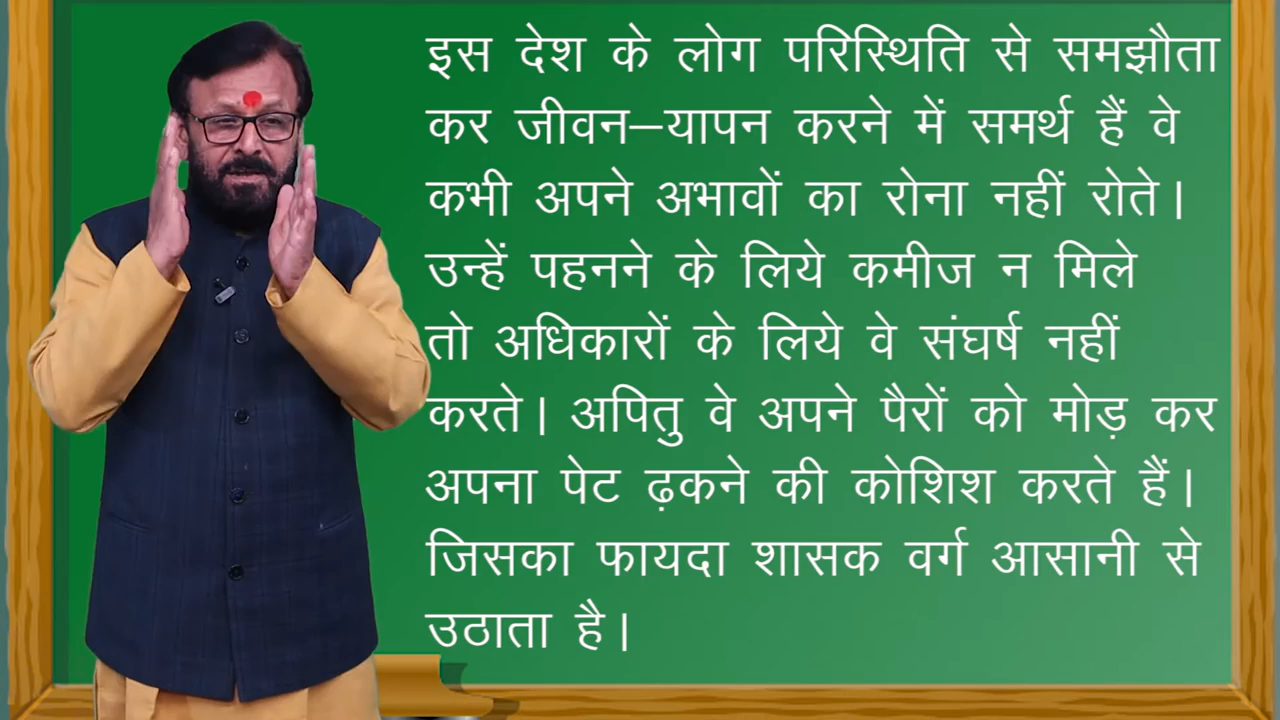 इस देश के लोग परिस्थिति से समझौता
कर जीवन–यापन करने में समर्थ हैं वे
कभी अपने अभावों का रोना नहीं रोते।
उन्हें पहनने के लिये कमीज न मिले
तो अधिकारों के लिये वे संघर्ष नहीं
करते। अपितु वे अपने पैरों को मोड़ कर
अपना पेट ढ़कने की कोशिश करते हैं।
जिसका फायदा शासक वर्ग आसानी से
उठाता है।